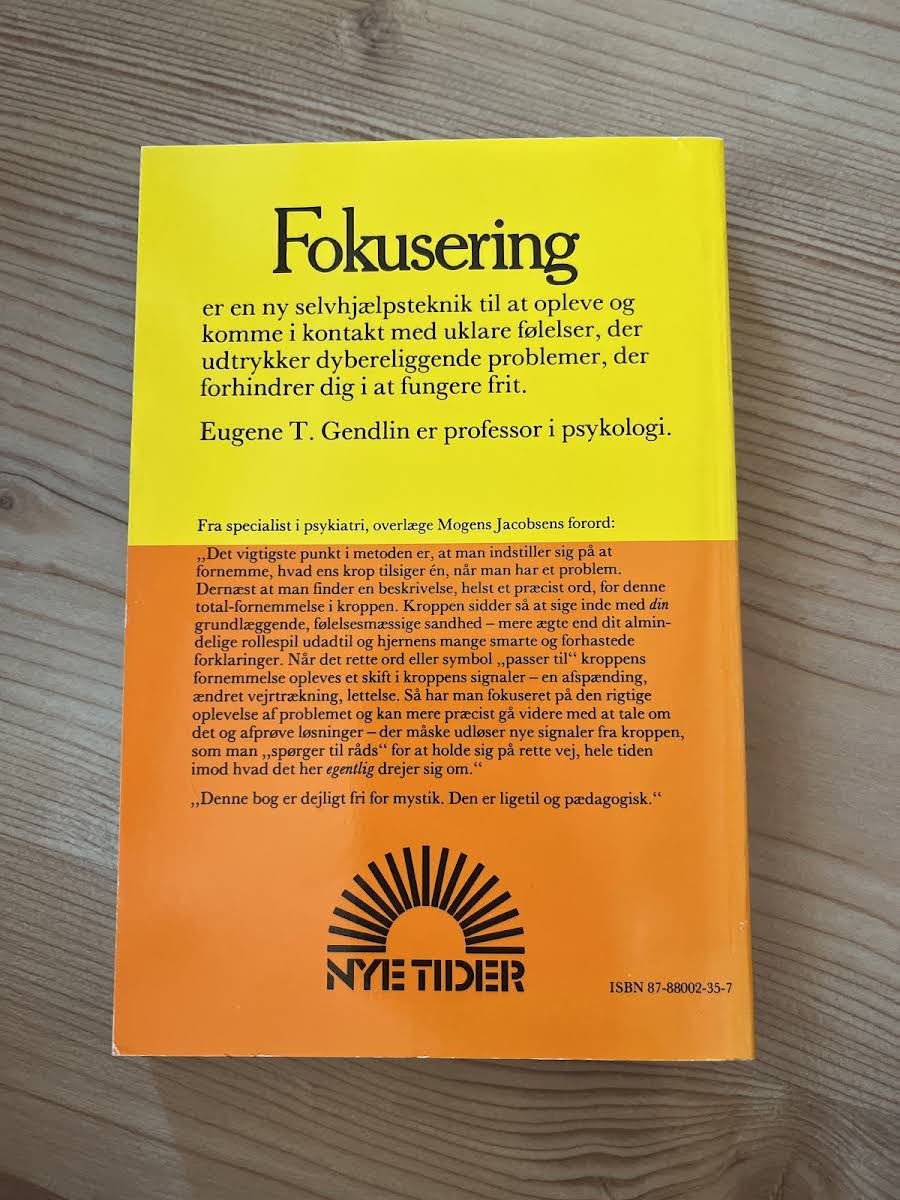 Fokusering
er en ny selvhjælpsteknik til at opleve og
komme i kontakt med uklare følelser, der
udtrykker dybereliggende problemer, der
forhindrer dig i at fungere frit.
Eugene T. Gendlin er professor i psykologi.
Fra specialist i psykiatri, overlæge Mogens Jacobsens forord:
„Det vigtigste punkt i metoden er, at man indstiller sig på at
fornemme, hvad ens krop tilsiger én, når man har et problem.
Dernæst at man finder en beskrivelse, helst et præcist ord, for denne
total-fornemmelse i kroppen. Kroppen sidder så at sige inde med din
grundlæggende, følelsesmæssige sandhed – mere ægte end dit almin-
delige rollespil udadtil og hjernens mange smarte og forhastede
forklaringer. Når det rette ord eller symbol „passer til“ kroppens
fornemmelse opleves et skift i kroppens signaler – en afspænding,
ændret vejrtrækning, lettelse. Så har man fokuseret på den rigtige
oplevelse af problemet og kan mere præcist gå videre med at tale om
det og afprøve løsninger – der måske udløser nye signaler fra kroppen,
som man „spørger til råds“ for at holde sig på rette vej, hele tiden
imod hvad det her egentlig drejer sig om.“
„Denne bog er dejligt fri for mystik. Den er ligetil og pædagogisk.“
NYE TIDER
ISBN 87-88002-35-7